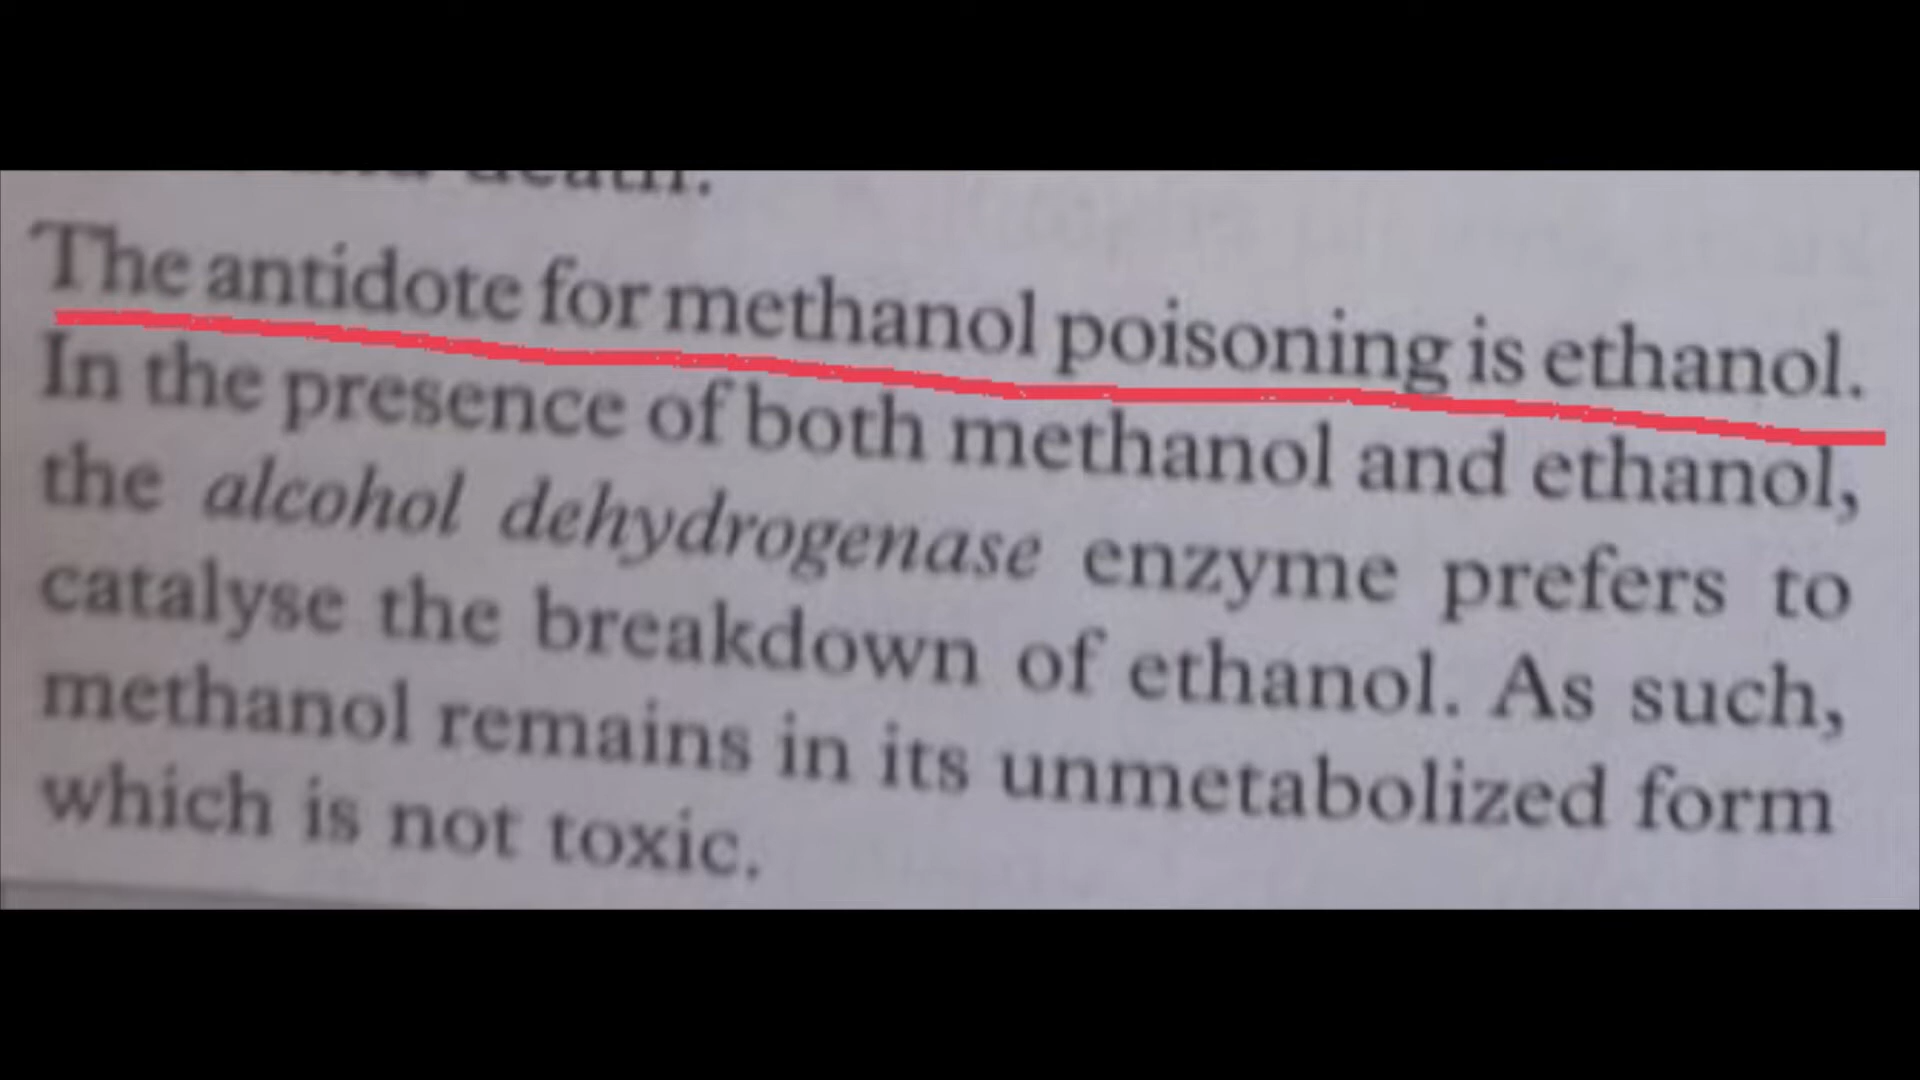 death.
The antidote for methanol poisoning is ethanol.
In the presence of both methanol and ethanol,
the alcohol dehydrogenase enzyme prefers to
catalyse the breakdown of ethanol. As such,
methanol remains in its unmetabolized form
which is not toxic.